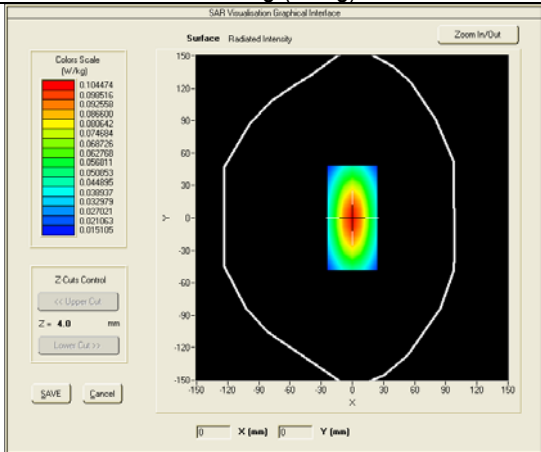 SAR Visualisation Graphical Interface
Surface Radiated Intensity
Zoom In/Out
Colors Scale
(W/kg)
0.104474
0.098516
0.092558
0.086600
0.080642
0.074684
0.068726
0.062768
0.056811
0.050853
0.044895
0.038937
0.032979
0.027021
0.021063
0.015105
Z Cuts Control
<< Upper Cut
Z = 4.0 mm
Lower Cut >>
SAVE Cancel
150-
120-
90-
60-
30-
0-
-30-
-60-
-90-
-120-
-150-
Y
-150 -120 -90 -60 -30 0 30 60 90 120 150
X
0 X (mm) 0 Y (mm)